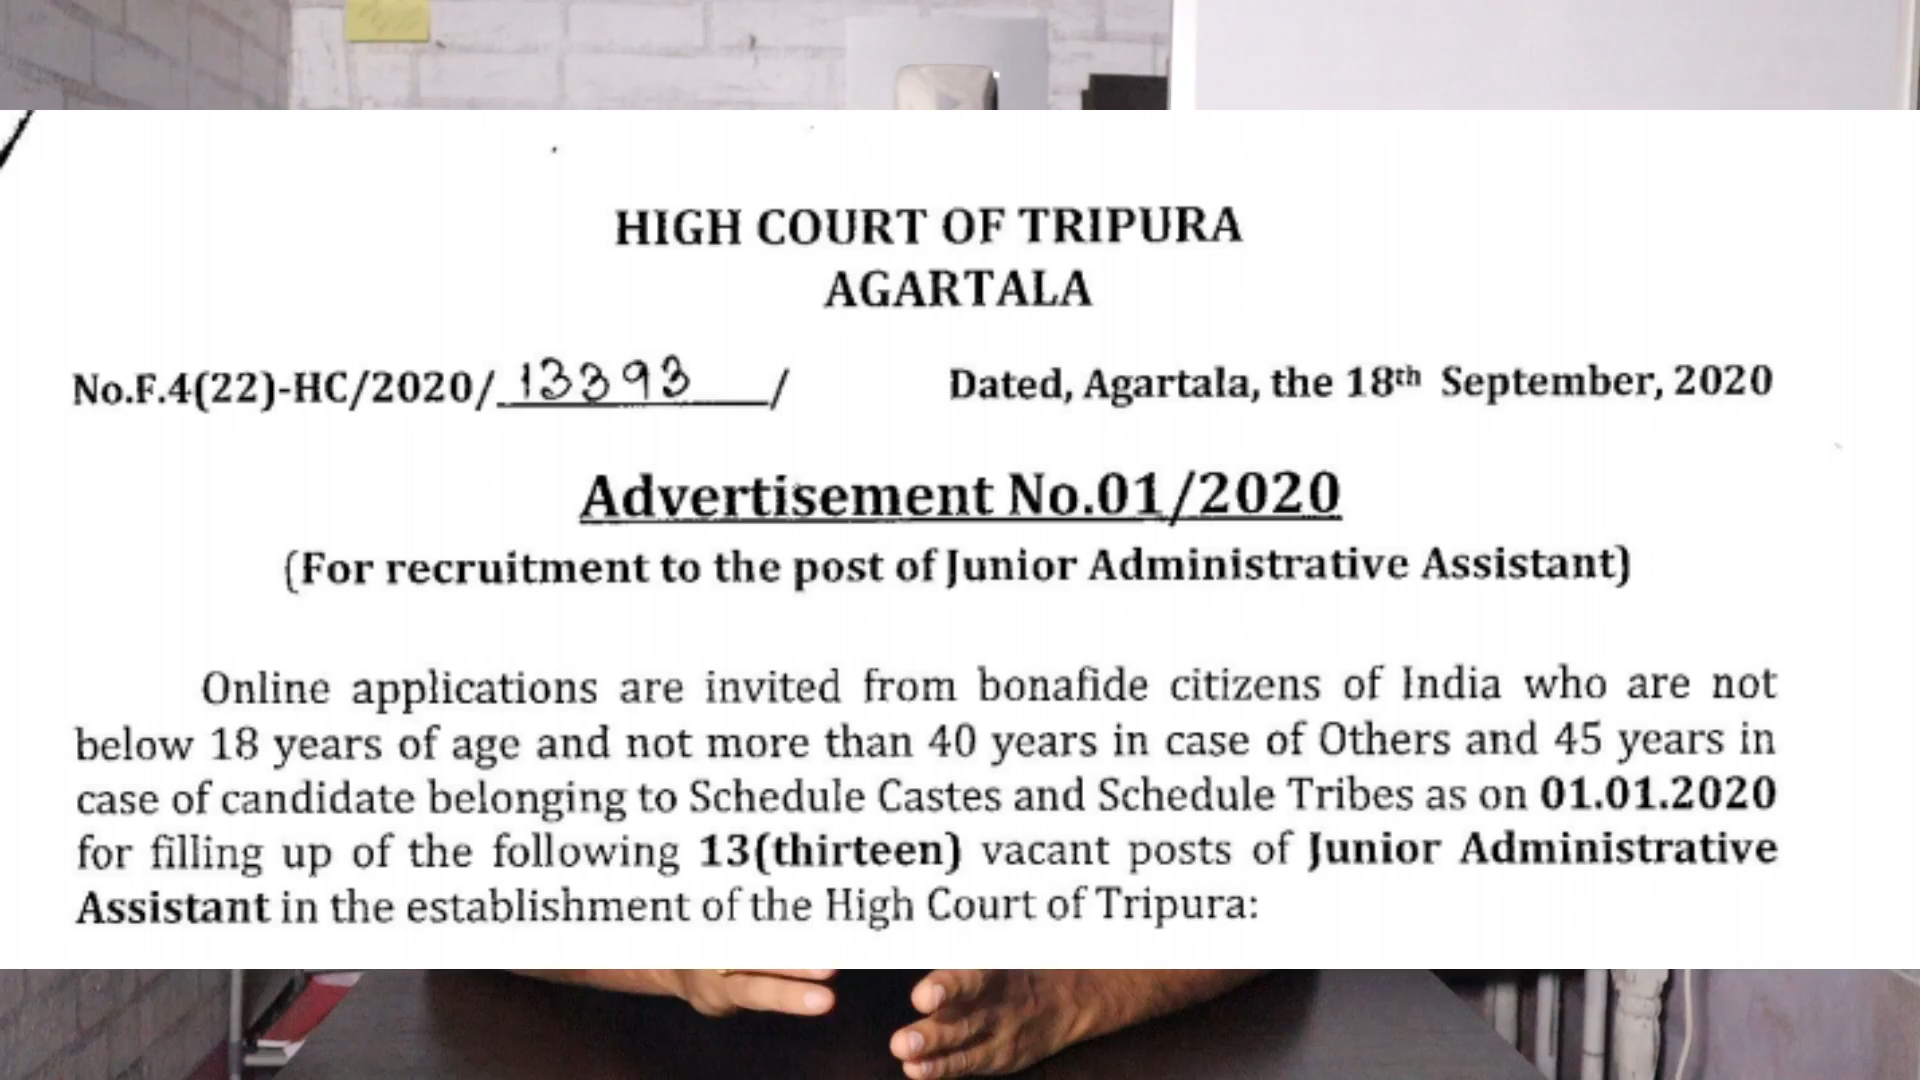 HIGH COURT OF TRIPURA
AGARTALA
No.F.4(22)-HC/2020/ 13393 /
Dated, Agartala, the 18th September, 2020
Advertisement No.01/2020
(For recruitment to the post of Junior Administrative Assistant)
Online applications are invited from bonafide citizens of India who are not
below 18 years of age and not more than 40 years in case of Others and 45 years in
case of candidate belonging to Schedule Castes and Schedule Tribes as on 01.01.2020
for filling up of the following 13(thirteen) vacant posts of Junior Administrative
Assistant in the establishment of the High Court of Tripura: